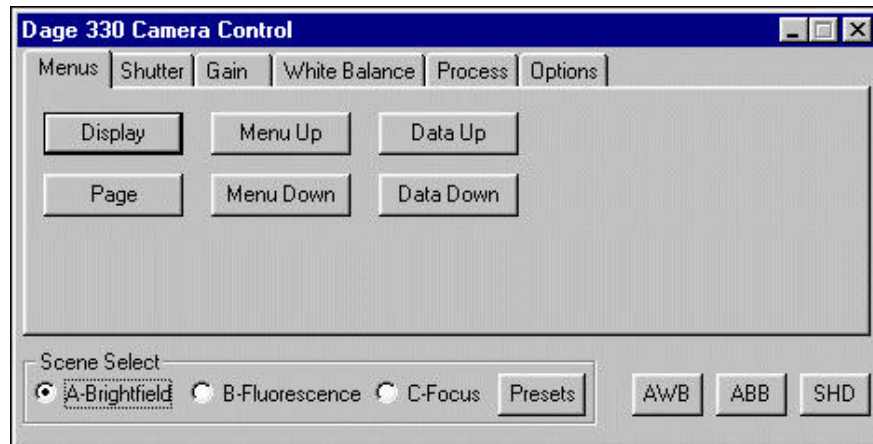 Dage 330 Camera Control
Menus Shutter Gain White Balance Process Options
Display Menu Up Data Up
Page Menu Down Data Down
Scene Select
A-Brightfield B-Fluorescence C-Focus Presets AWB ABB SHD